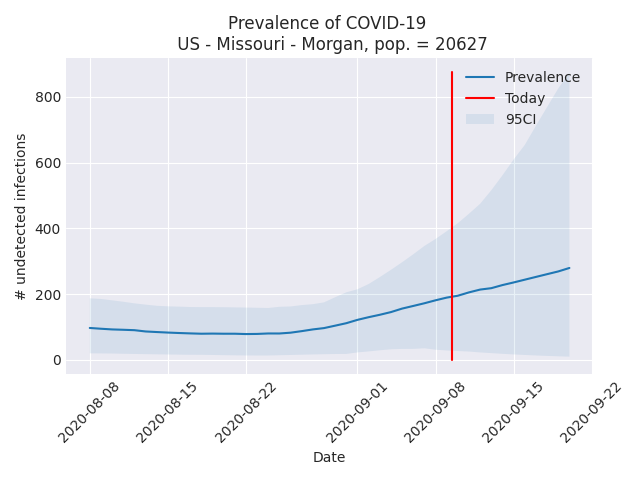 Prevalence of COVID-19
US - Missouri - Morgan, pop. = 20627
Prevalence
Today
95CI
800
600
400
200
0
# undetected infections
2020-08-08
2020-08-15
2020-08-22
2020-09-01
2020-09-08
2020-09-15
2020-09-22
Date